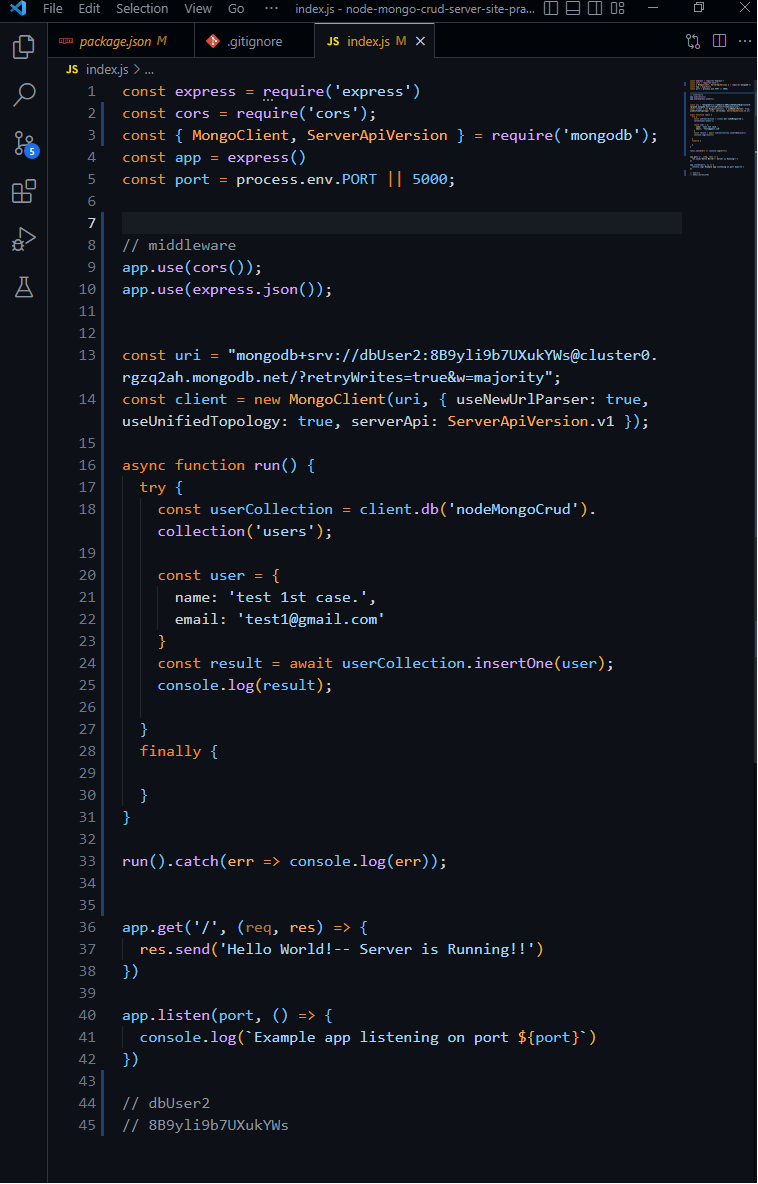 File Edit Selection View Go ··· index.js - node-mongo-crud-server-site-pra...
package.json M .gitignore JS index.js M
JS index.js > ...
1 const express = require('express')
2 const cors = require('cors');
3 const { MongoClient, ServerApiVersion } = require('mongodb');
4 const app = express()
5 const port = process.env.PORT || 5000;
6
7
8 // middleware
9 app.use(cors());
10 app.use(express.json());
11
12
13 const uri = "mongodb+srv://dbUser2:8B9yli9b7UXukYWs@cluster0.
rgzq2ah.mongodb.net/?retryWrites=true&w=majority";
14 const client = new MongoClient(uri, { useNewUrlParser: true,
useUnifiedTopology: true, serverApi: ServerApiVersion.v1 });
15
16 async function run() {
17 try {
18 const userCollection = client.db('nodeMongoCrud').
collection('users');
19
20 const user = {
21 name: 'test 1st case.',
22 email: 'test1@gmail.com'
23 }
24 const result = await userCollection.insertOne(user);
25 console.log(result);
26
27 }
28 finally {
29
30 }
31 }
32
33 run().catch(err => console.log(err));
34
35
36 app.get('/', (req, res) => {
37 res.send('Hello World!-- Server is Running!!')
38 })
39
40 app.listen(port, () => {
41 console.log(`Example app listening on port ${port}`)
42 })
43
44 // dbUser2
45 // 8B9yli9b7UXukYWs
5